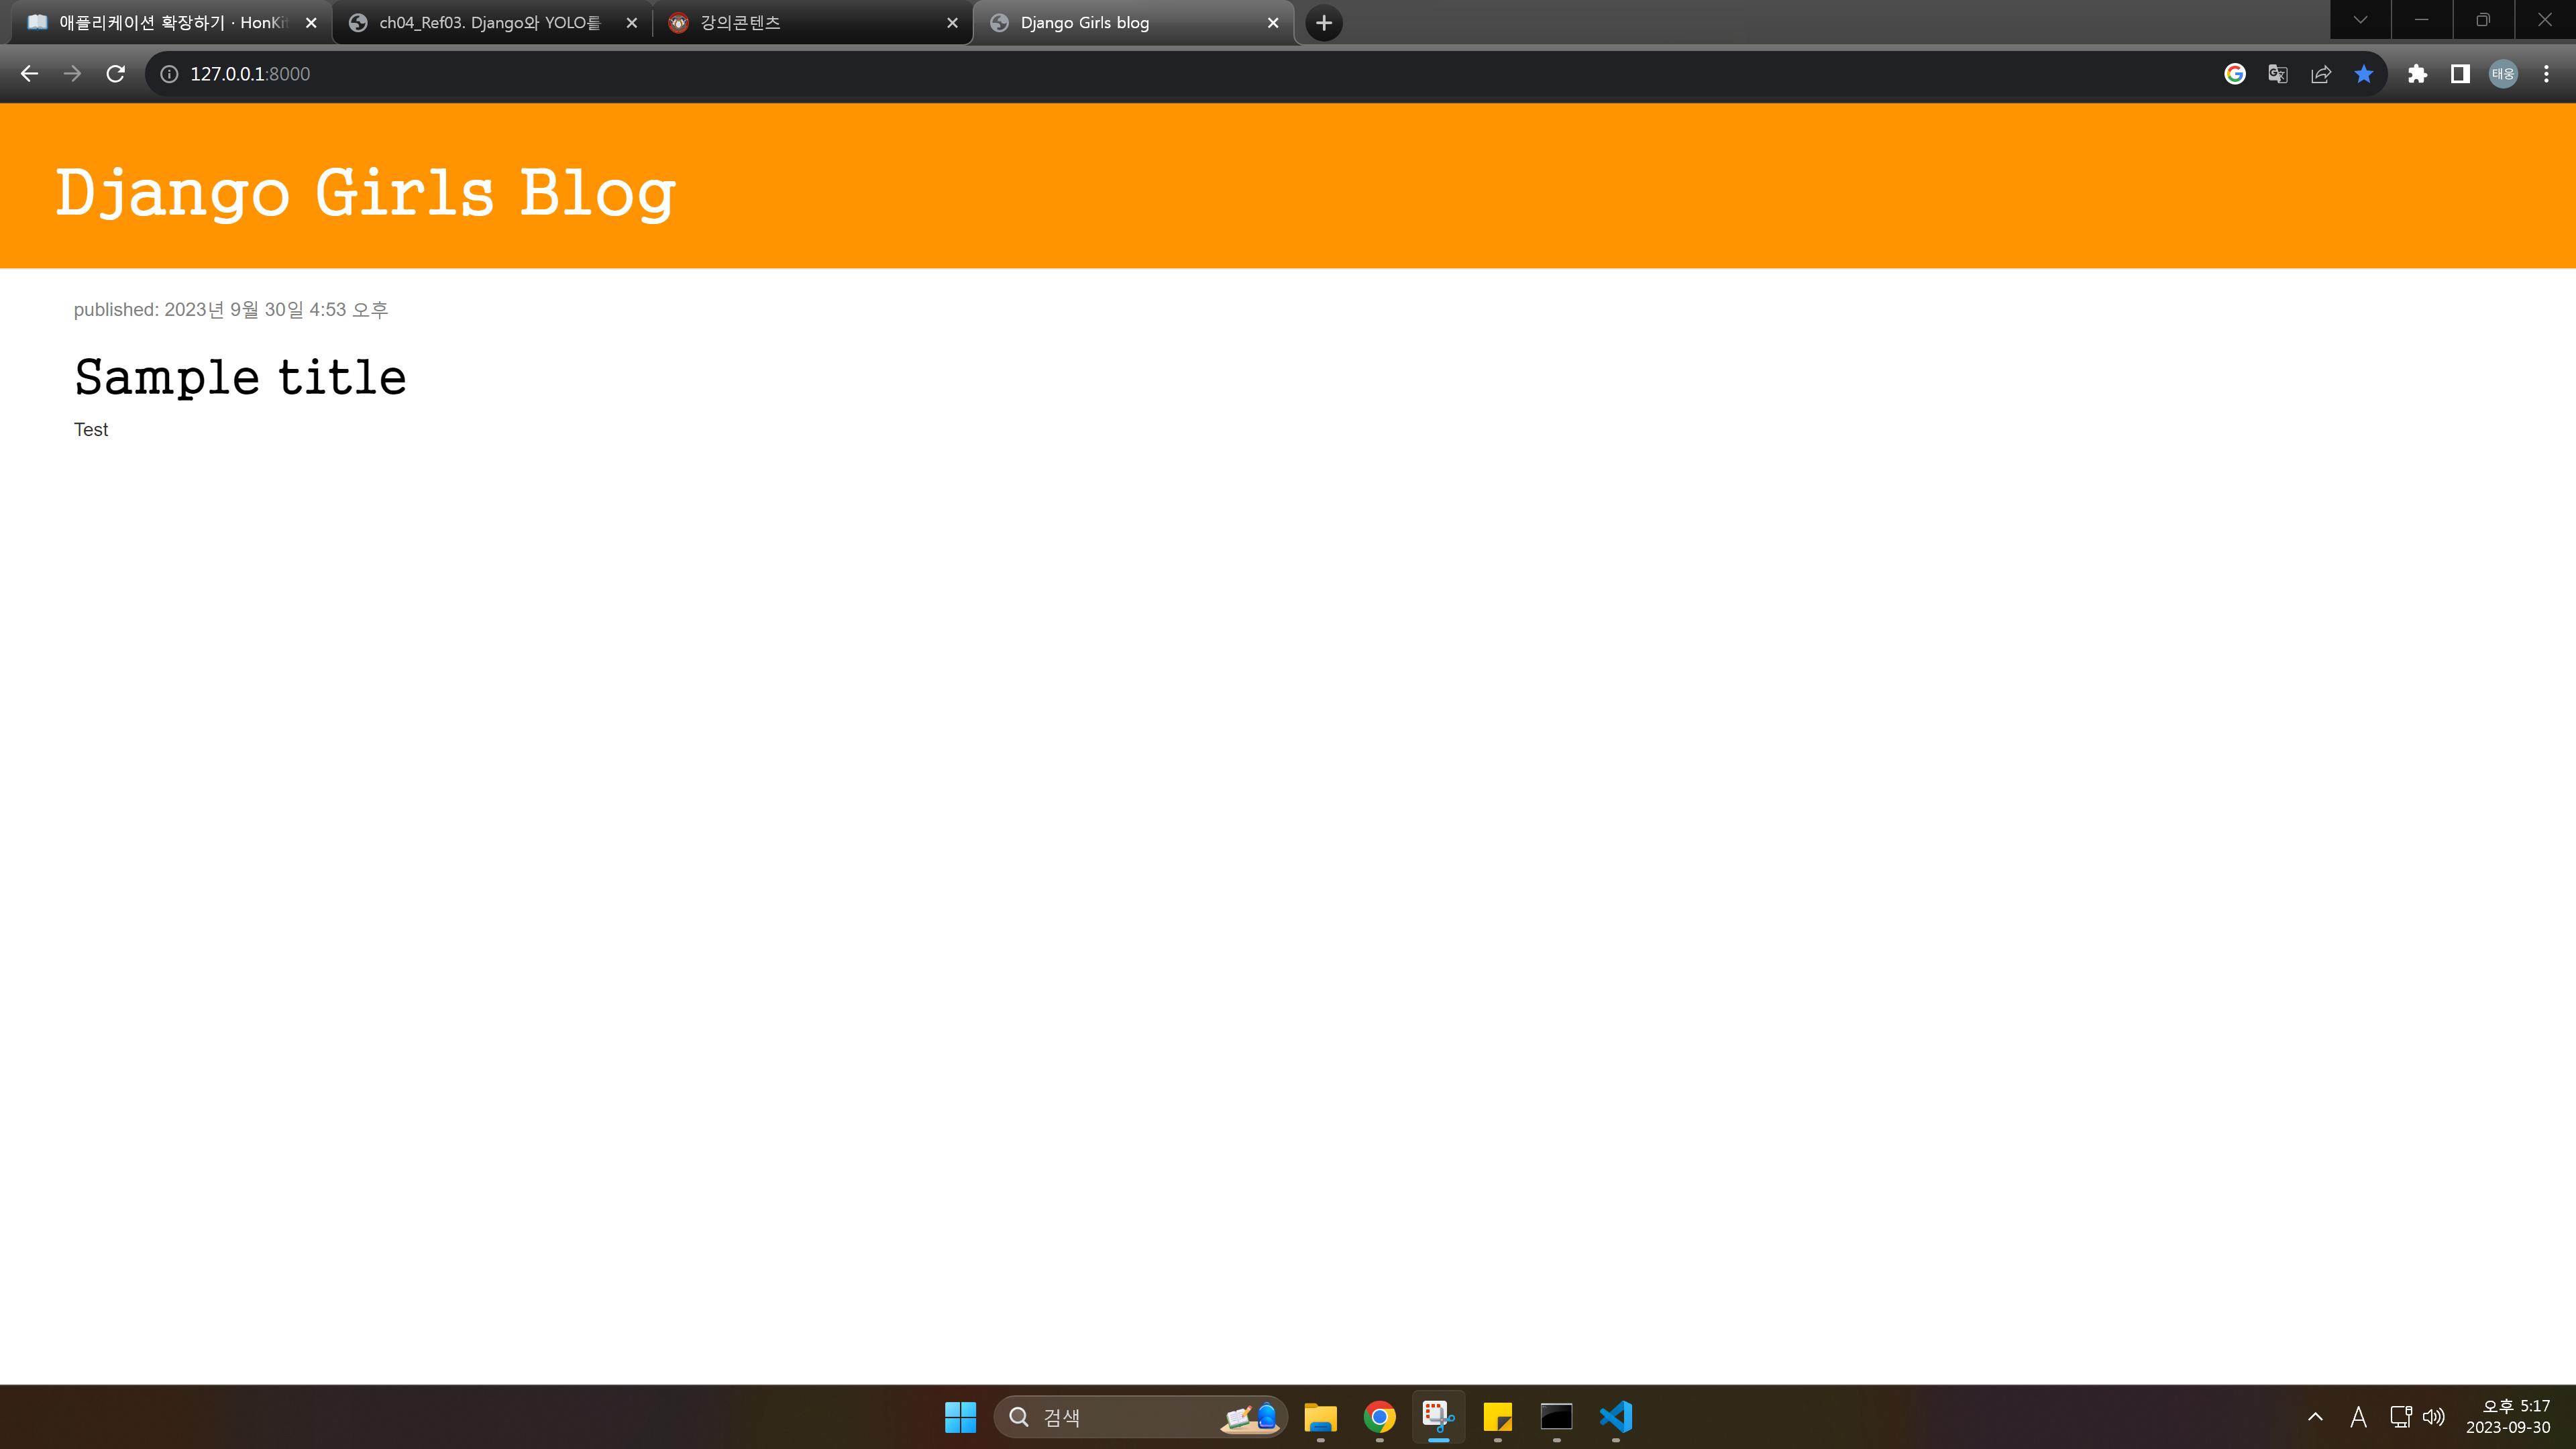 애플리케이션 확장하기 · HonKit
ch04_Ref03. Django와 YOLO를
강의콘텐츠
Django Girls blog
127.0.0.1:8000
태웅
Django Girls Blog
published: 2023년 9월 30일 4:53 오후
Sample title
Test
검색
A
오후 5:17
2023-09-30